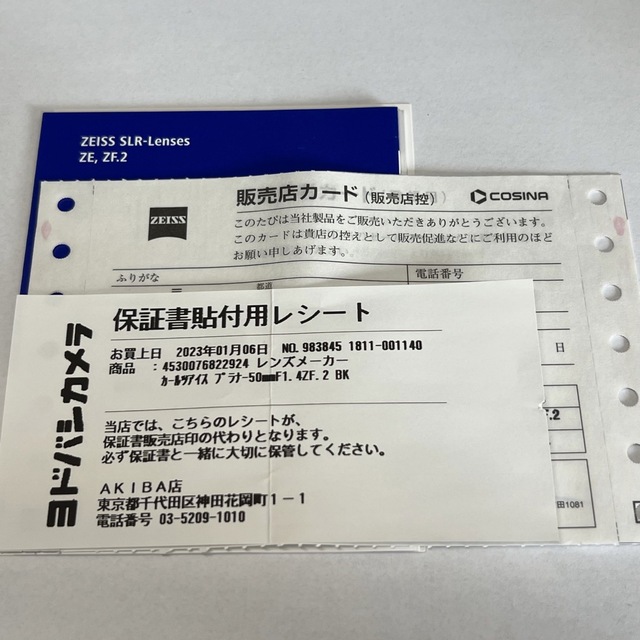 ZEISS SLR-Lenses
ZE, ZF.2
ZEISS
販売店カード(販売店控)
COSINA
このたびは当社製品をご販売いただきありがとうございます。
このカードは貴店の控えとして販売促進などにご利用のほど
お願い申しあげます。
ふりがな
電話番号
ヨドバシカメラ
保証書貼付用レシート
お買上日 2023年01月06日 NO.983845 1811-001140
商品 : 4530076822924 レンズメーカー
カールツアイス プラナー50mmF1.4ZF.2 BK
当店では、こちらのレシートが、
保証書販売店印の代わりとなります。
必ず保証書と一緒に大切に保管してください。
AKIBA店
東京都千代田区神田花岡町1-1
電話番号 03-5209-1010
日
田1081